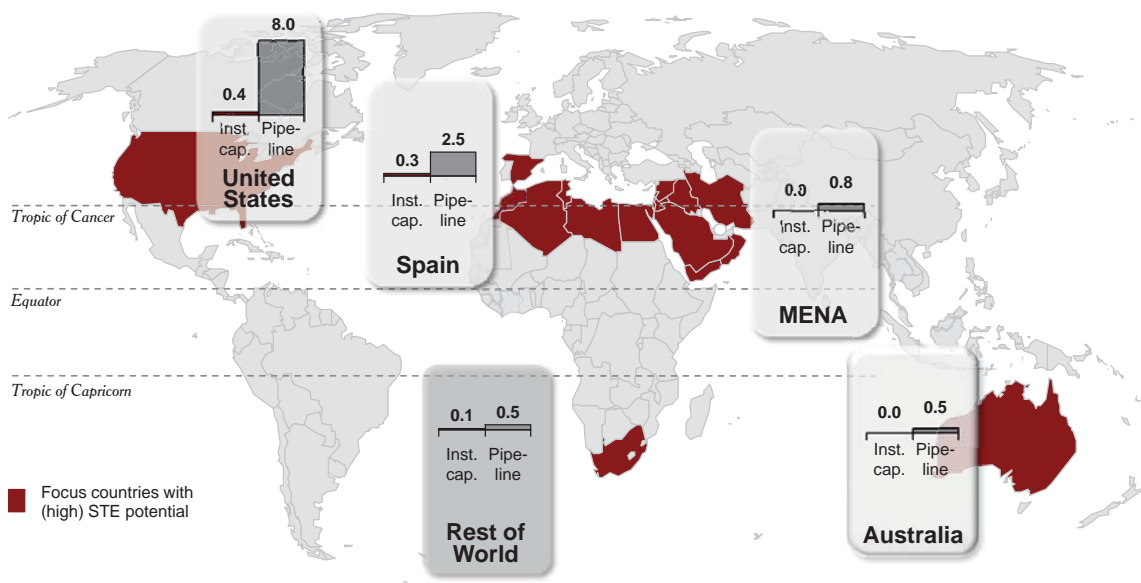 8.0
0.4
Inst. Pipe-
cap. line
United
States
2.5
0.3
Inst. Pipe-
cap. line
Spain
0.8
0.0
Inst. Pipe-
cap. line
MENA
Tropic of Cancer
Equator
Tropic of Capricorn
0.1 0.5
Inst. Pipe-
cap. line
Rest of
World
0.0 0.5
Inst. Pipe-
cap. line
Australia
Focus countries with
(high) STE potential